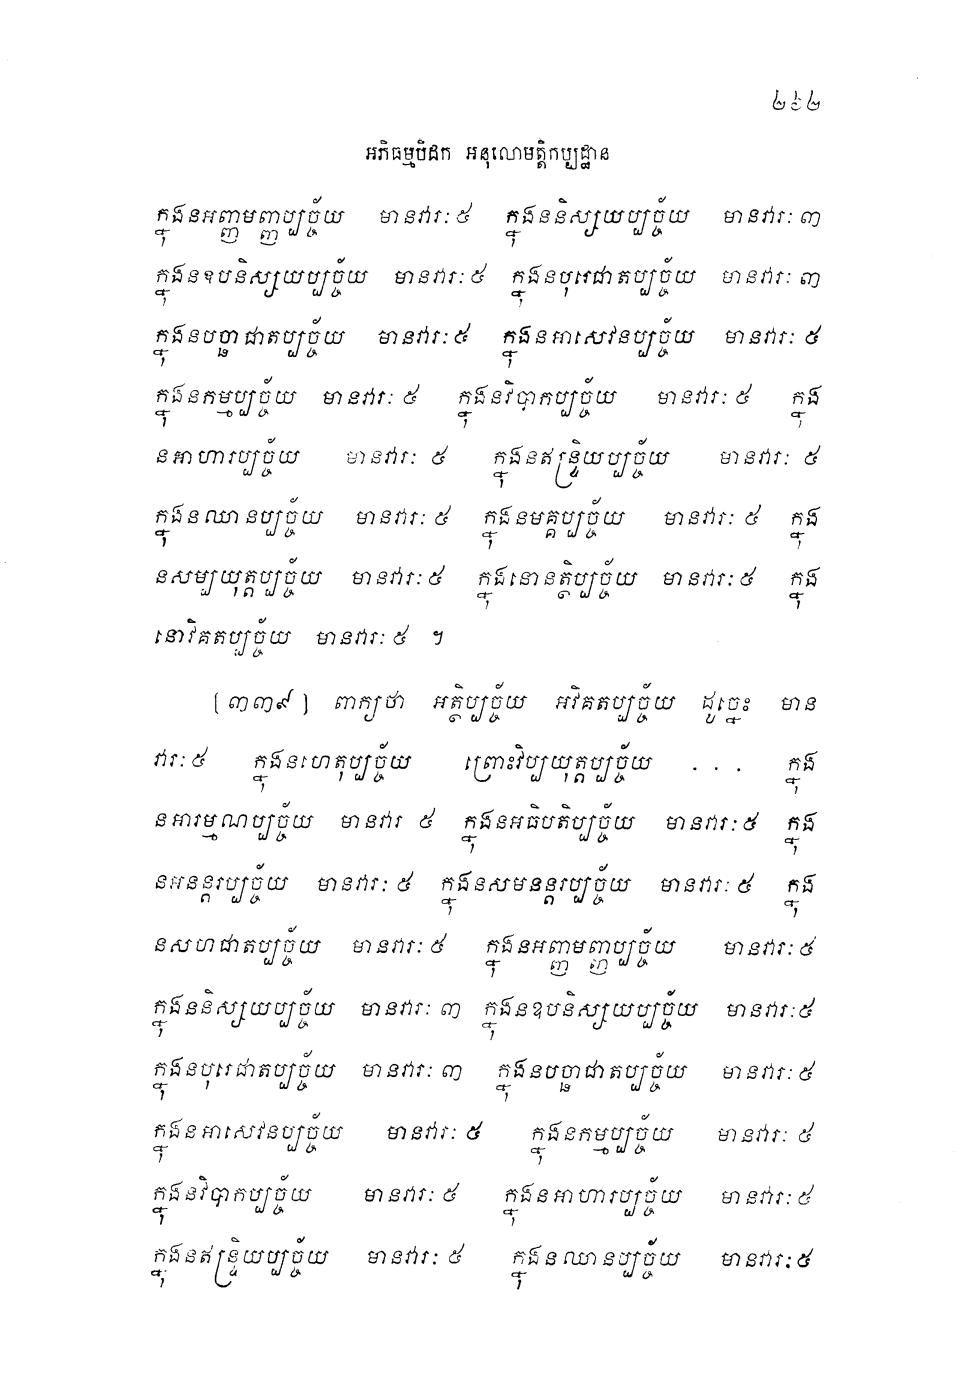 ២៦២
អភិធម្មបិដក អនុលោមត្តិកប្បដ្ឋាន
ក្នុងនអញ្ញមញ្ញប្បច្ច័យ មានវារៈ ៥ ក្នុងននិស្សយប្បច្ច័យ មានវារៈ ៣
ក្នុងនឧបនិស្សយប្បច្ច័យ មានវារៈ ៥ ក្នុងនបុរេជាតប្បច្ច័យ មានវារៈ ៣
ក្នុងនបច្ឆាជាតប្បច្ច័យ មានវារៈ ៥ ក្នុងនអាសេវនប្បច្ច័យ មានវារៈ ៥
ក្នុងនកម្មប្បច្ច័យ មានវារៈ ៥ ក្នុងនវិបាកប្បច្ច័យ មានវារៈ ៥ ក្នុង
នអាហារប្បច្ច័យ មានវារៈ ៥ ក្នុងនឥន្ទ្រិយប្បច្ច័យ មានវារៈ ៥
ក្នុងនឈានប្បច្ច័យ មានវារៈ ៥ ក្នុងនមគ្គប្បច្ច័យ មានវារៈ ៥ ក្នុង
នសម្បយុត្តប្បច្ច័យ មានវារៈ ៥ ក្នុងនោនត្ថិប្បច្ច័យ មានវារៈ ៥ ក្នុង
នោវិគតប្បច្ច័យ មានវារៈ ៥ ។
[៣៣៩] ពាក្យថា អត្ថិប្បច្ច័យ អវិគតប្បច្ច័យ ដូច្នេះ មាន
វារៈ ៥ ក្នុងនហេតុប្បច្ច័យ ព្រោះវិប្បយុត្តប្បច្ច័យ . . . ក្នុង
នអារម្មណប្បច្ច័យ មានវារ ៥ ក្នុងនអធិបតិប្បច្ច័យ មានវារៈ ៥ ក្នុង
នអនន្តរប្បច្ច័យ មានវារៈ ៥ ក្នុងនសមនន្តរប្បច្ច័យ មានវារៈ ៥ ក្នុង
នសហជាតប្បច្ច័យ មានវារៈ ៥ ក្នុងនអញ្ញមញ្ញប្បច្ច័យ មានវារៈ ៥
ក្នុងននិស្សយប្បច្ច័យ មានវារៈ ៣ ក្នុងនឧបនិស្សយប្បច្ច័យ មានវារៈ ៥
ក្នុងនបុរេជាតប្បច្ច័យ មានវារៈ ៣ ក្នុងនបច្ឆាជាតប្បច្ច័យ មានវារៈ ៥
ក្នុងនអាសេវនប្បច្ច័យ មានវារៈ ៥ ក្នុងនកម្មប្បច្ច័យ មានវារៈ ៥
ក្នុងនវិបាកប្បច្ច័យ មានវារៈ ៥ ក្នុងនអាហារប្បច្ច័យ មានវារៈ ៥
ក្នុងនឥន្ទ្រិយប្បច្ច័យ មានវារៈ ៥ ក្នុងនឈានប្បច្ច័យ មានវារៈ ៥